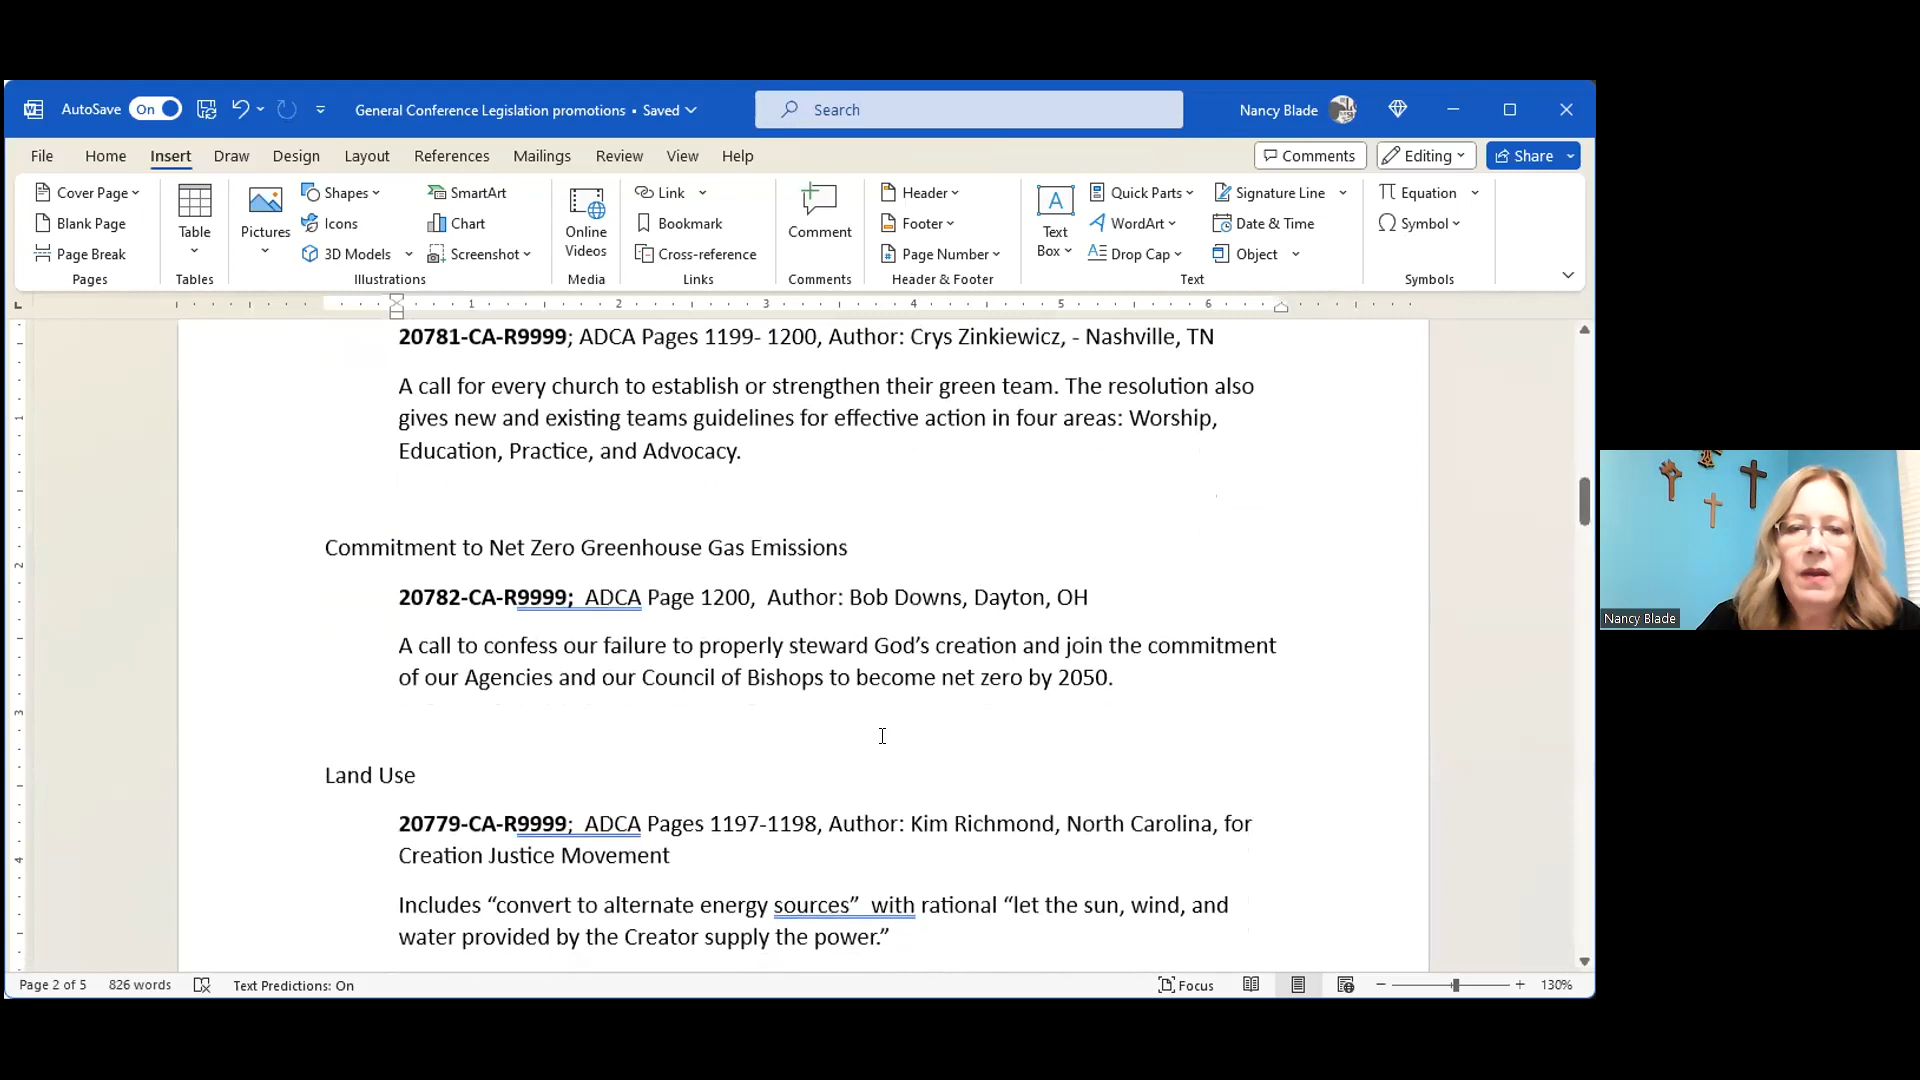 AutoSave On General Conference Legislation promotions • Saved Search Nancy Blade
File Home Insert Draw Design Layout References Mailings Review View Help Comments Editing Share
Cover Page
Blank Page
Page Break
Pages
Table
Tables
Pictures
Shapes
Icons
3D Models
SmartArt
Chart
Screenshot
Illustrations
Online
Videos
Media
Link
Bookmark
Cross-reference
Links
Comment
Comments
Header
Footer
Page Number
Header & Footer
Text
Box
Quick Parts
WordArt
Drop Cap
Signature Line
Date & Time
Object
Text
Equation
Symbol
Symbols
1 2 3 4 5 6
1
2
3
4
20781-CA-R9999; ADCA Pages 1199- 1200, Author: Crys Zinkiewicz, - Nashville, TN
A call for every church to establish or strengthen their green team. The resolution also
gives new and existing teams guidelines for effective action in four areas: Worship,
Education, Practice, and Advocacy.
Commitment to Net Zero Greenhouse Gas Emissions
20782-CA-R9999; ADCA Page 1200, Author: Bob Downs, Dayton, OH
A call to confess our failure to properly steward God’s creation and join the commitment
of our Agencies and our Council of Bishops to become net zero by 2050.
Land Use
20779-CA-R9999; ADCA Pages 1197-1198, Author: Kim Richmond, North Carolina, for
Creation Justice Movement
Includes “convert to alternate energy sources” with rational “let the sun, wind, and
water provided by the Creator supply the power.”
Page 2 of 5 826 words Text Predictions: On Focus 130%
Nancy Blade